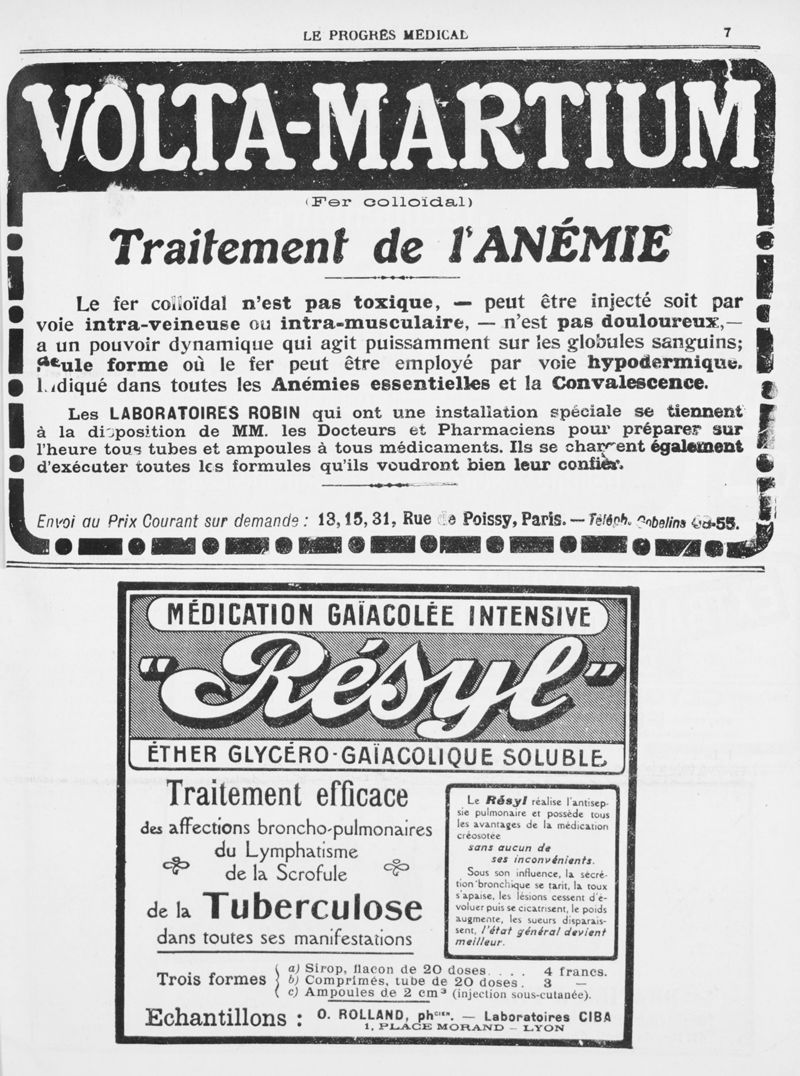 LE PROGRÈS MÉDICAL 7
VOLTA-MARTIUM
(Fer colloïdal)
Traitement de l'ANÉMIE
Le fer colloïdal n'est pas toxique, — peut être injecté soit par
voie intra-veineuse ou intra-musculaire, — n'est pas douloureux,—
a un pouvoir dynamique qui agit puissamment sur les globules sanguins;
seule forme où le fer peut être employé par voie hypodermique.
Indiqué dans toutes les Anémies essentielles et la Convalescence.
Les LABORATOIRES ROBIN qui ont une installation spéciale se tiennent
à la disposition de MM. les Docteurs et Pharmaciens pour préparer sur
l'heure tous tubes et ampoules à tous médicaments. Ils se chargent également
d'exécuter toutes les formules qu'ils voudront bien leur confier.
Envoi au Prix Courant sur demande : 13, 15, 31, Rue de Poissy, Paris. — Téléph. Gobelins -55.
MÉDICATION GAÏACOLÉE INTENSIVE
"Résyl"
ÉTHER GLYCÉRO-GAÏACOLIQUE SOLUBLE
Traitement efficace
des affections broncho-pulmonaires
du Lymphatisme
de la Scrofule
de la Tuberculose
dans toutes ses manifestations
Le Résyl réalise l'antisep-
sie pulmonaire et possède tous
les avantages de la médication
créosotée
sans aucun de
ses inconvénients.
Sous son influence, la sécré-
tion bronchique se tarit, la toux
s'apaise, les lésions cessent d'é-
voluer puis se cicatrisent, le poids
augmente, les sueurs disparais-
sent, l'état général devient
meilleur.
Trois formes
a) Sirop, flacon de 20 doses. . . . 4 francs.
b) Comprimés, tube de 20 doses. 3 —
c) Ampoules de 2 cm³ (injection sous-cutanée).
Echantillons : O. ROLLAND, phcien. — Laboratoires CIBA
1, PLACE MORAND – LYON